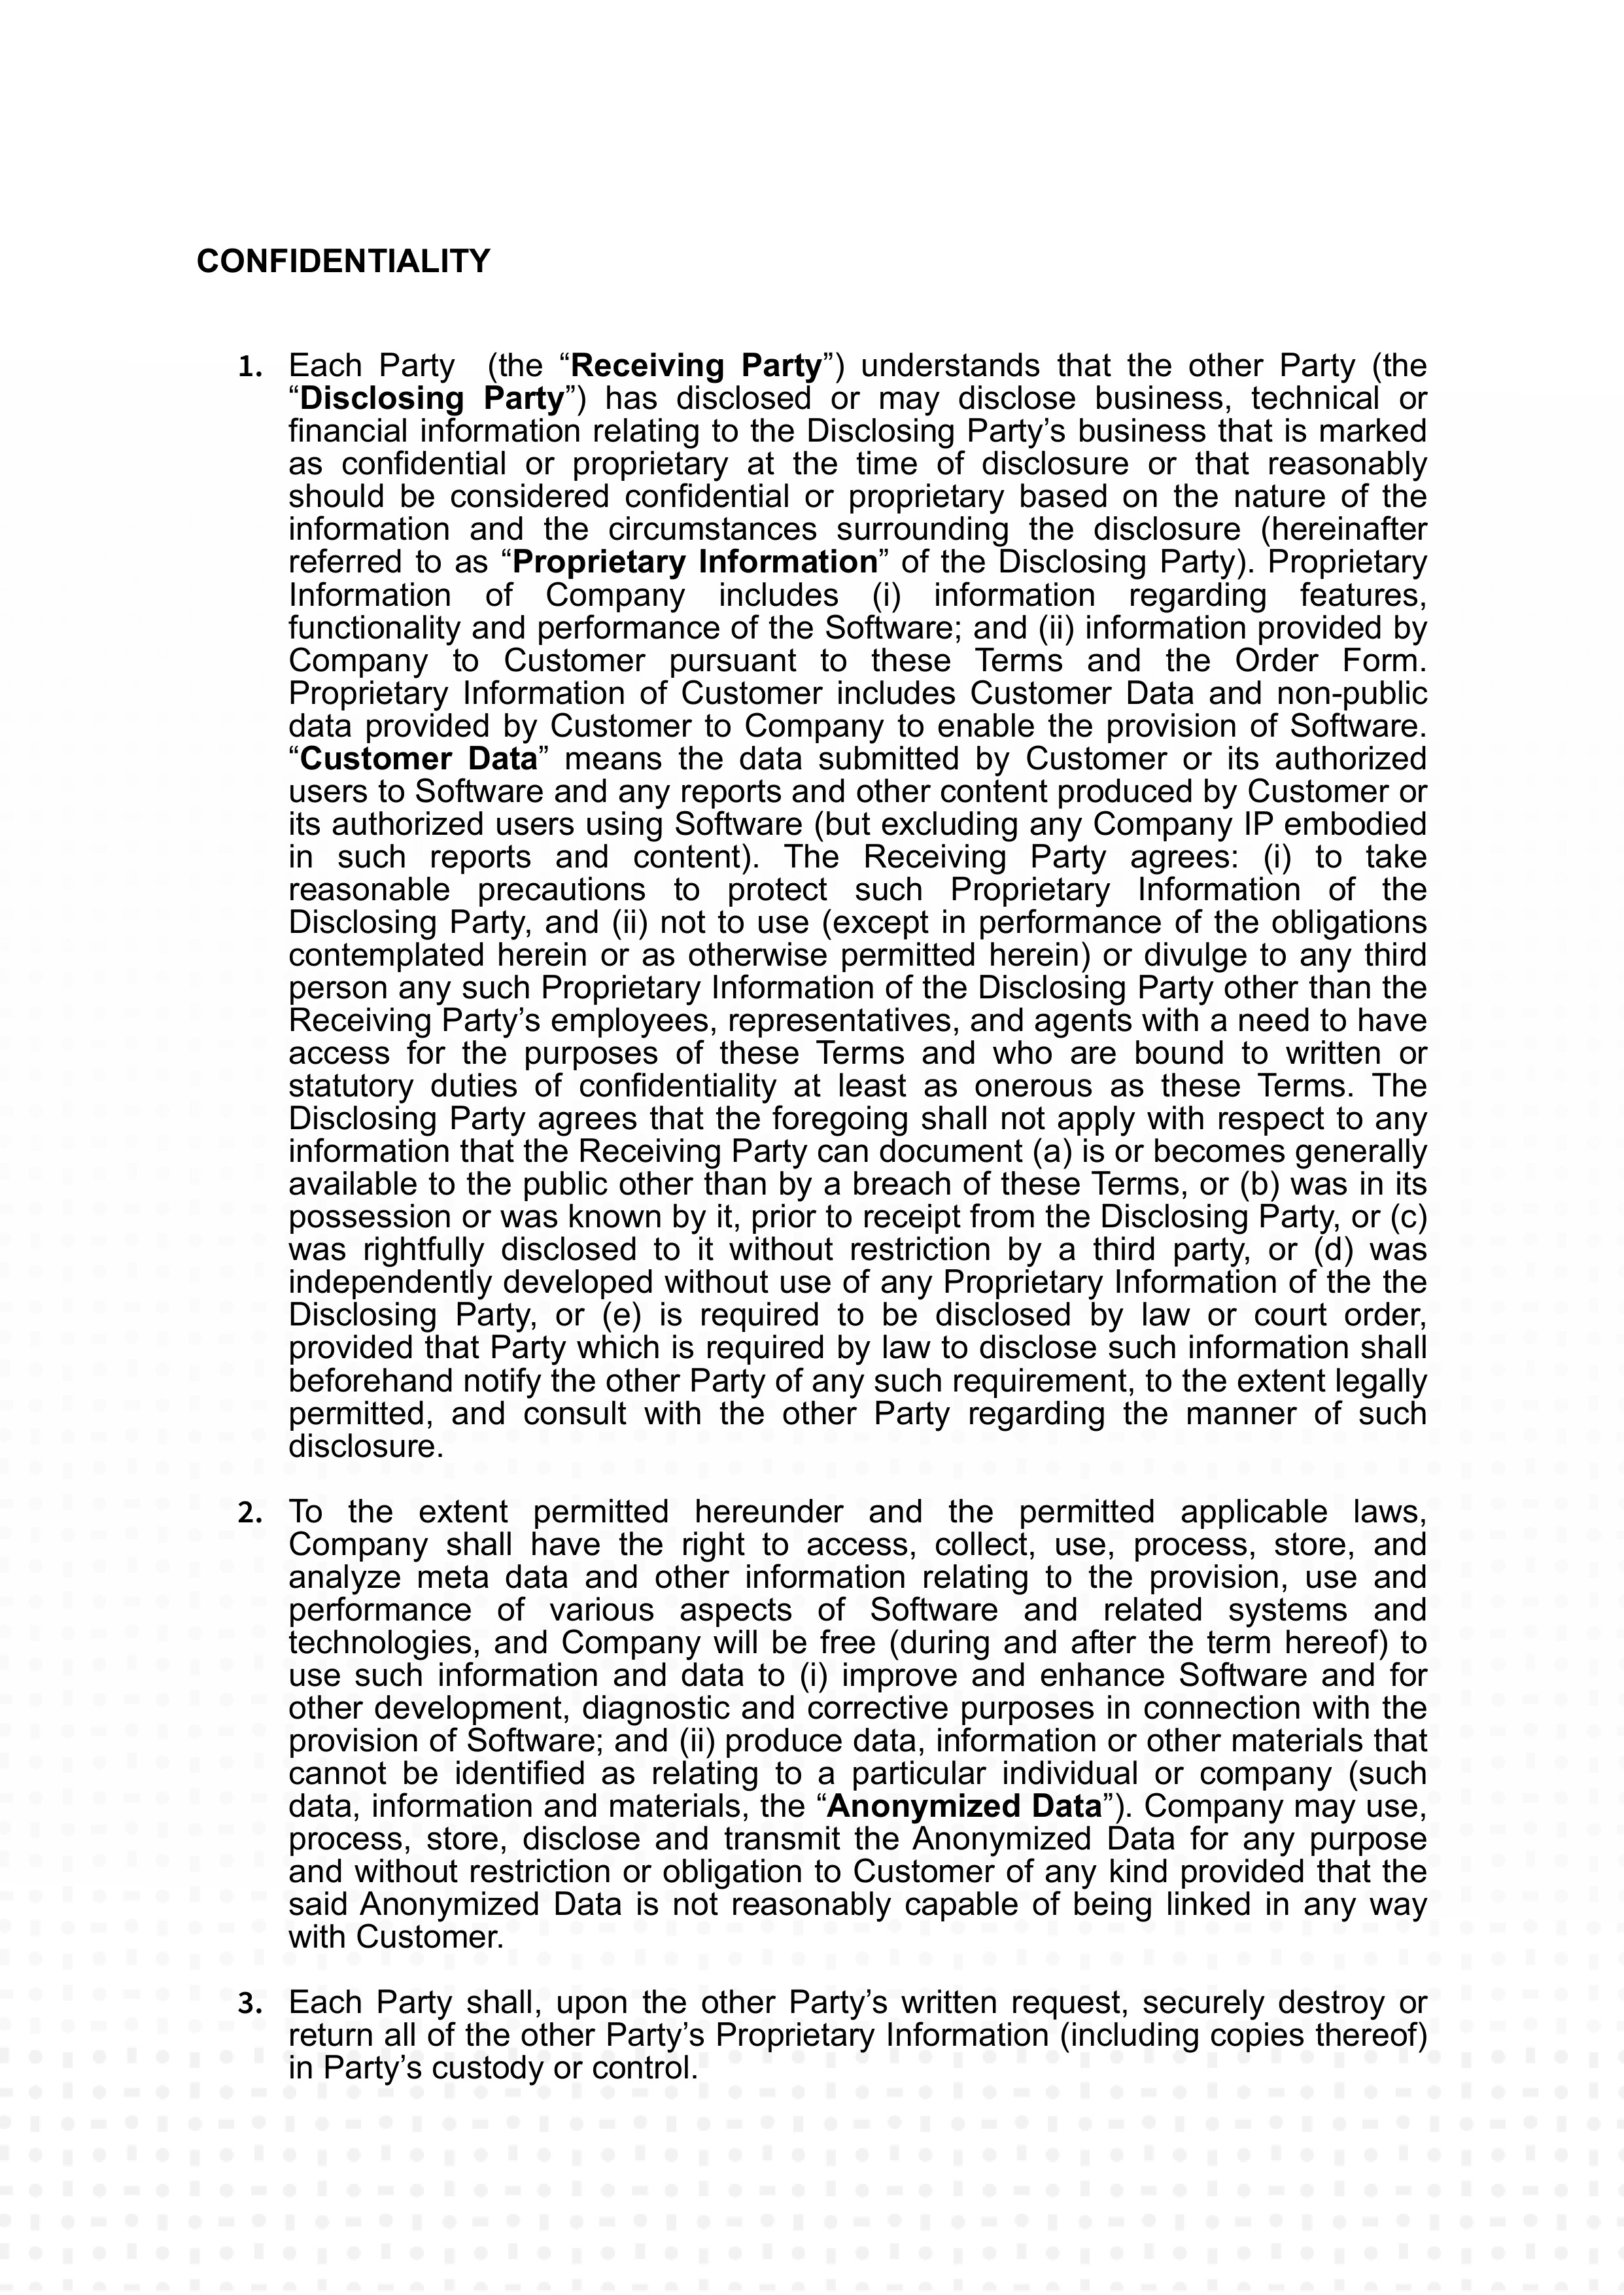 CONFIDENTIALITY
1. Each Party (the “Receiving Party”) understands that the other Party (the
“Disclosing Party”) has disclosed or may disclose business, technical or
financial information relating to the Disclosing Party’s business that is marked
as confidential or proprietary at the time of disclosure or that reasonably
should be considered confidential or proprietary based on the nature of the
information and the circumstances surrounding the disclosure (hereinafter
referred to as “Proprietary Information” of the Disclosing Party). Proprietary
Information of Company includes (i) information regarding features,
functionality and performance of the Software; and (ii) information provided by
Company to Customer pursuant to these Terms and the Order Form.
Proprietary Information of Customer includes Customer Data and non-public
data provided by Customer to Company to enable the provision of Software.
“Customer Data” means the data submitted by Customer or its authorized
users to Software and any reports and other content produced by Customer or
its authorized users using Software (but excluding any Company IP embodied
in such reports and content). The Receiving Party agrees: (i) to take
reasonable precautions to protect such Proprietary Information of the
Disclosing Party, and (ii) not to use (except in performance of the obligations
contemplated herein or as otherwise permitted herein) or divulge to any third
person any such Proprietary Information of the Disclosing Party other than the
Receiving Party’s employees, representatives, and agents with a need to have
access for the purposes of these Terms and who are bound to written or
statutory duties of confidentiality at least as onerous as these Terms. The
Disclosing Party agrees that the foregoing shall not apply with respect to any
information that the Receiving Party can document (a) is or becomes generally
available to the public other than by a breach of these Terms, or (b) was in its
possession or was known by it, prior to receipt from the Disclosing Party, or (c)
was rightfully disclosed to it without restriction by a third party, or (d) was
independently developed without use of any Proprietary Information of the the
Disclosing Party, or (e) is required to be disclosed by law or court order,
provided that Party which is required by law to disclose such information shall
beforehand notify the other Party of any such requirement, to the extent legally
permitted, and consult with the other Party regarding the manner of such
disclosure.
2. To the extent permitted hereunder and the permitted applicable laws,
Company shall have the right to access, collect, use, process, store, and
analyze meta data and other information relating to the provision, use and
performance of various aspects of Software and related systems and
technologies, and Company will be free (during and after the term hereof) to
use such information and data to (i) improve and enhance Software and for
other development, diagnostic and corrective purposes in connection with the
provision of Software; and (ii) produce data, information or other materials that
cannot be identified as relating to a particular individual or company (such
data, information and materials, the “Anonymized Data”). Company may use,
process, store, disclose and transmit the Anonymized Data for any purpose
and without restriction or obligation to Customer of any kind provided that the
said Anonymized Data is not reasonably capable of being linked in any way
with Customer.
3. Each Party shall, upon the other Party’s written request, securely destroy or
return all of the other Party’s Proprietary Information (including copies thereof)
in Party’s custody or control.